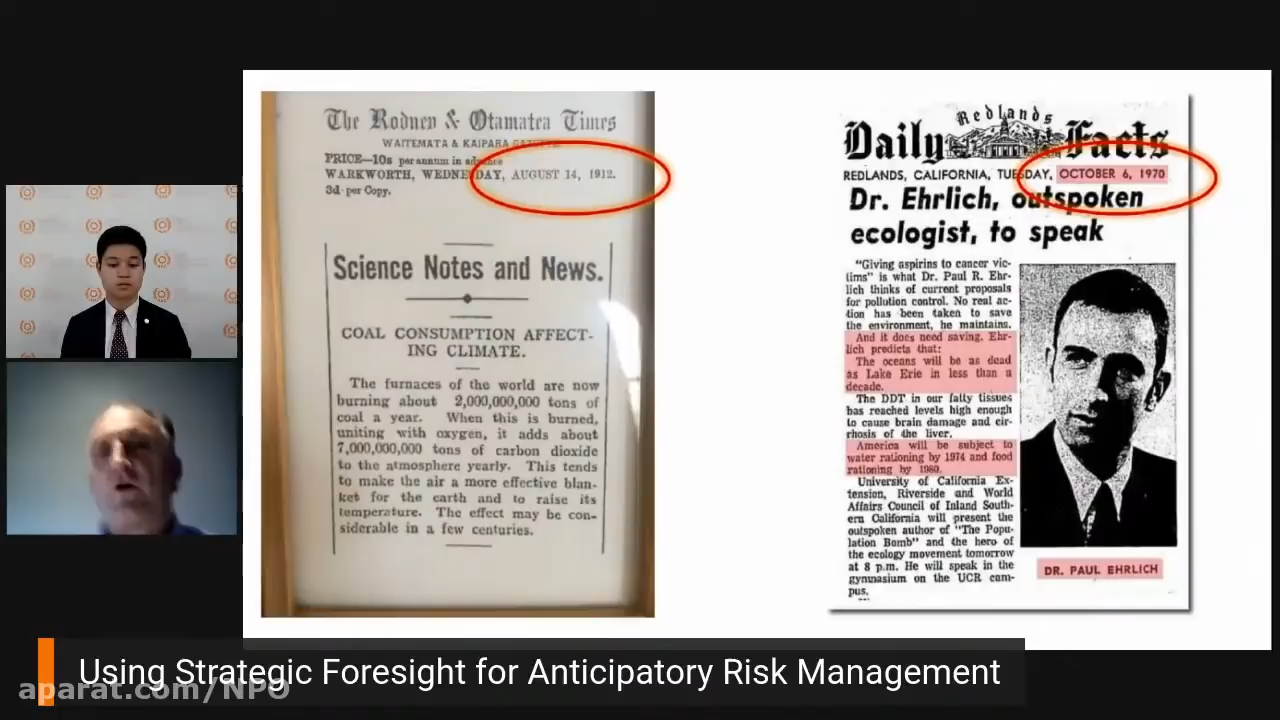 The Rodney & Otamatea Times
WAITEMATA & KAIPARA GAZETTE
PRICE—10s per annum in advance
WARKWORTH, WEDNESDAY, AUGUST 14, 1912.
3d per Copy.
Science Notes and News.
COAL CONSUMPTION AFFECT-
ING CLIMATE.
The furnaces of the world are now
burning about 2,000,000,000 tons of
coal a year. When this is burned,
uniting with oxygen, it adds about
7,000,000,000 tons of carbon dioxide
to the atmosphere yearly. This tends
to make the air a more effective blan-
ket for the earth and to raise its
temperature. The effect may be con-
siderable in a few centuries.
Redlands
Daily Facts
REDLANDS, CALIFORNIA, TUESDAY, OCTOBER 6, 1970
Dr. Ehrlich, outspoken
ecologist, to speak
"Giving aspirins to cancer vic-
tims" is what Dr. Paul R. Ehr-
lich thinks of current proposals
for pollution control. No real ac-
tion has been taken to save
the environment, he maintains.
And it does need saving. Ehr-
lich predicts that:
The oceans will be as dead
as Lake Erie in less than a
decade.
The DDT in our fatty tissues
has reached levels high enough
to cause brain damage and cir-
rhosis of the liver.
America will be subject to
water rationing by 1974 and food
rationing by 1980.
University of California Ex-
tension, Riverside and World
Affairs Council of Inland South-
ern California will present the
outspoken author of "The Popu-
lation Bomb" and the hero of
the ecology movement tomorrow
at 8 p.m. He will speak in the
gymnasium on the UCR cam-
pus.
DR. PAUL EHRLICH
Using Strategic Foresight for Anticipatory Risk Management
aparat.com/NPO